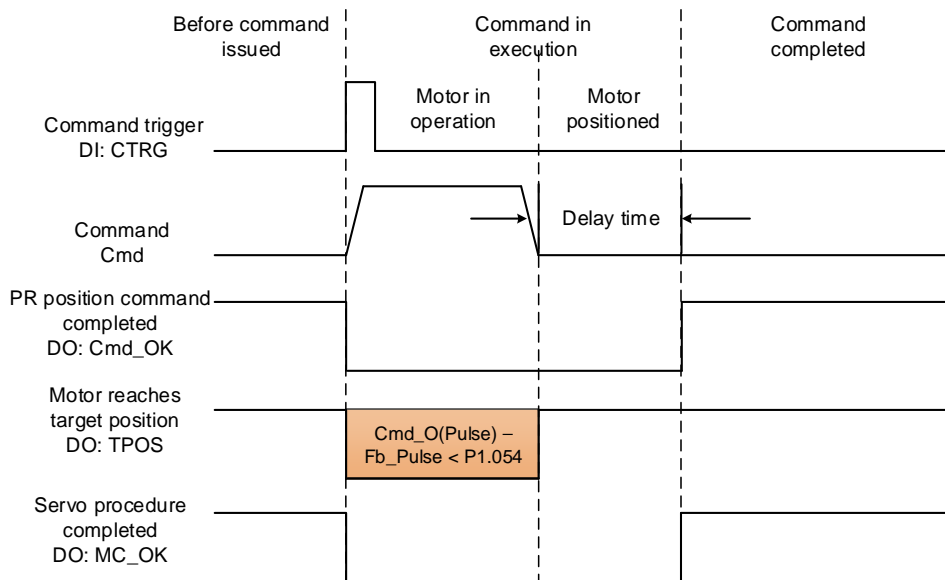 Before command
issued
Command in
execution
Command
completed
Motor in
operation
Motor
positioned
Command trigger
DI: CTRG
Delay time
Command
Cmd
PR position command
completed
DO: Cmd_OK
Motor reaches
target position
DO: TPOS
Cmd_O(Pulse) –
Fb_Pulse < P1.054
Servo procedure
completed
DO: MC_OK